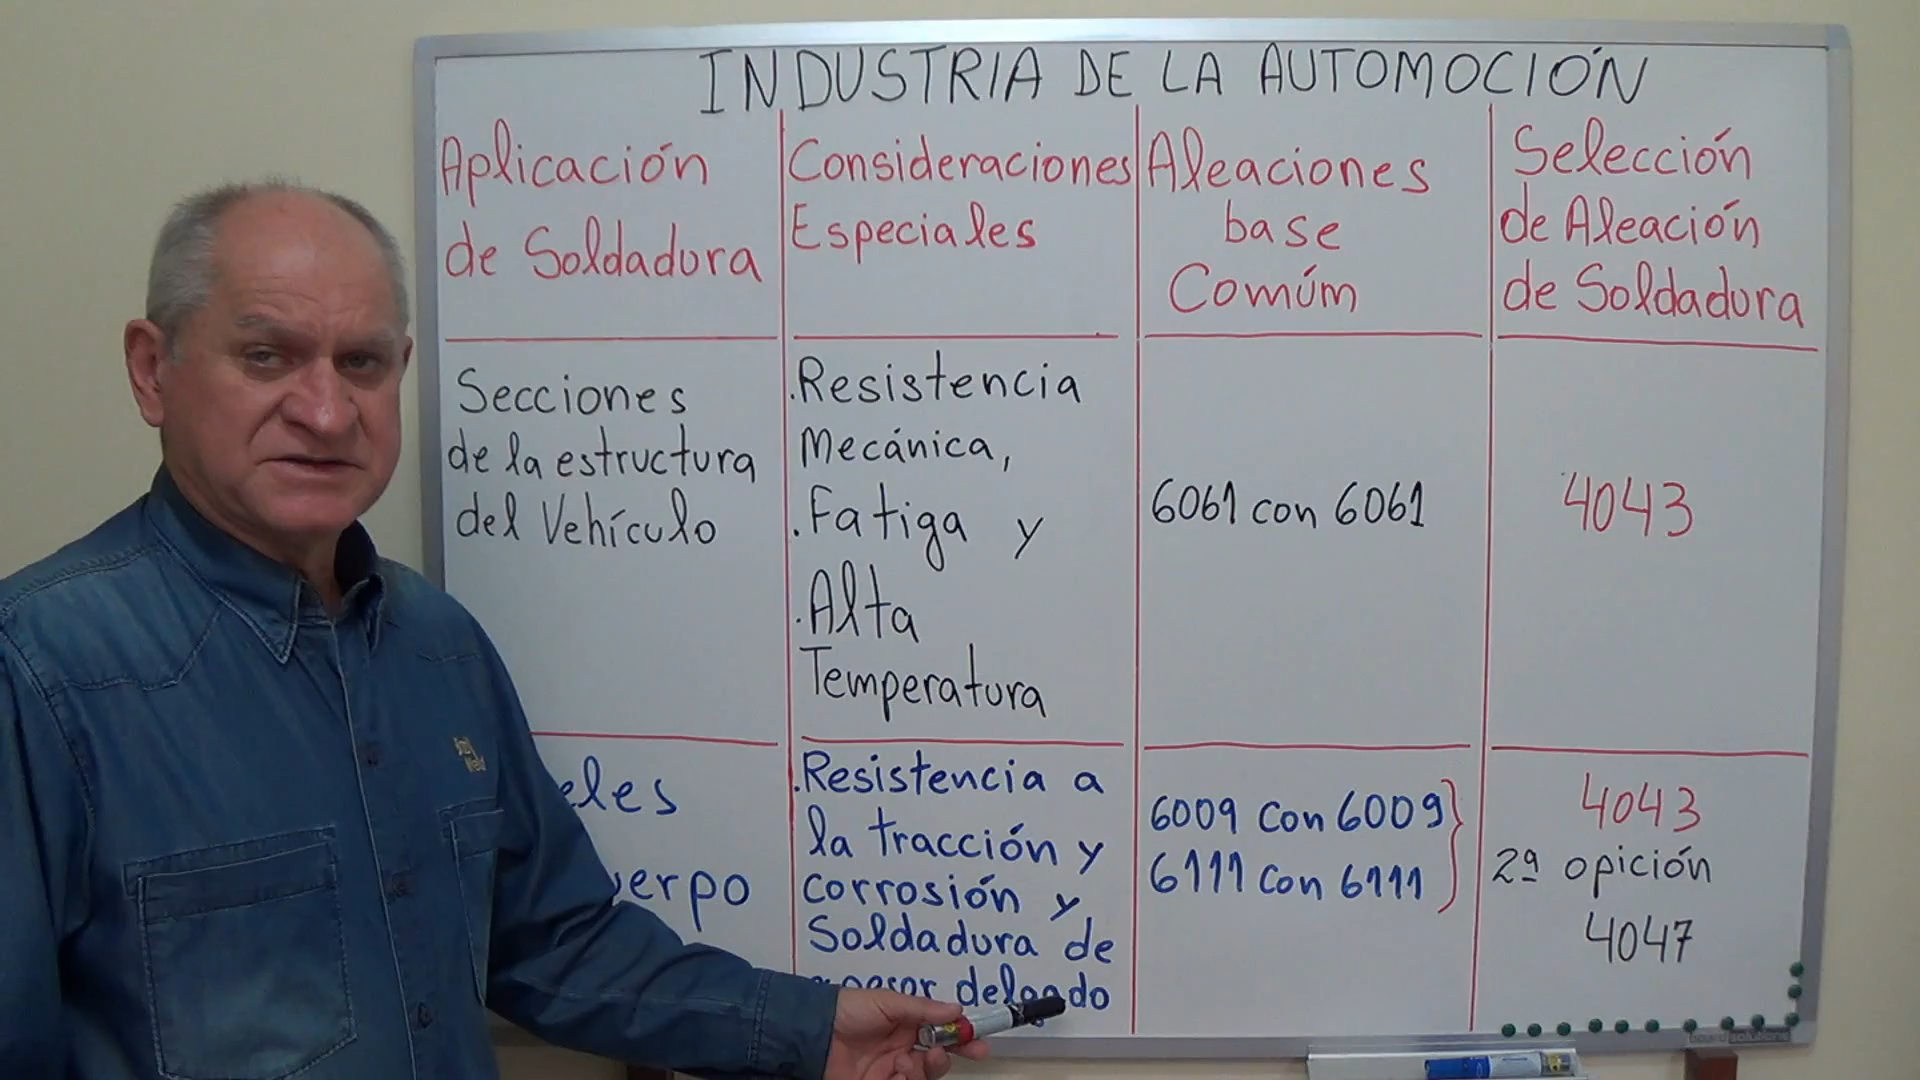 INDUSTRIA DE LA AUTOMOCIÓN
Aplicación
de Soldadura
Consideraciones
Especiales
Aleaciones
base
Comúm
Selección
de Aleación
de Soldadura
Secciones
de la estructura
del Vehículo
.Resistencia
Mecánica,
.Fatiga y
.Alta
Temperatura
6061 con 6061
4043
eles
uerpo
.Resistencia a
la tracción y
corrosión y
Soldadura de
delgado
6009 con 6009
6111 con 6111
4043
2ª opición
4047